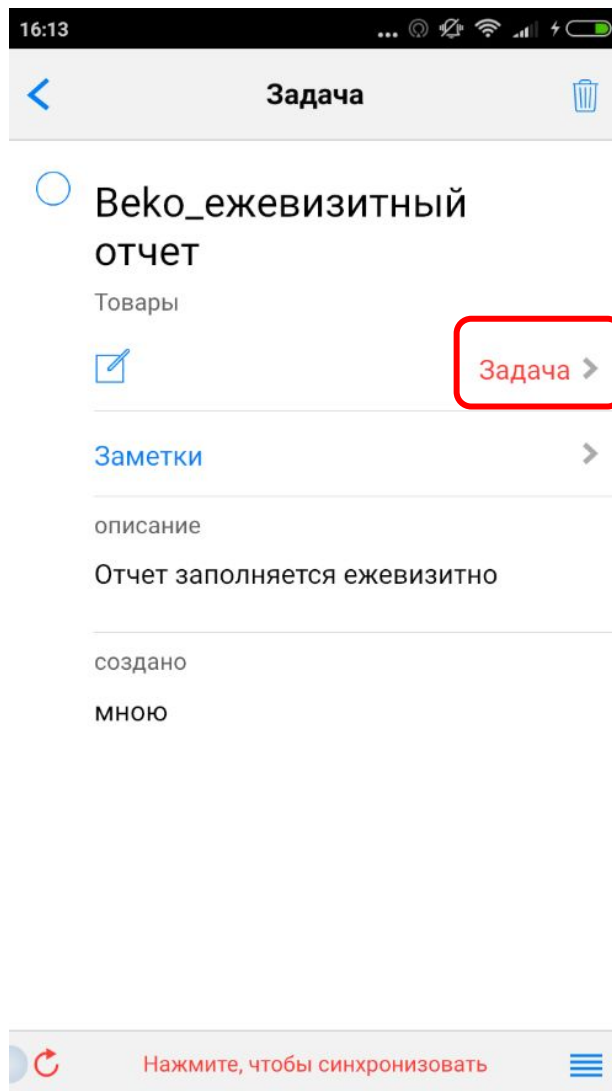 16:13
Задача
Beko_ежевизитный
отчет
Товары
Задача
Заметки
описание
Отчет заполняется ежевизитно
создано
мною
Нажмите, чтобы синхронизовать